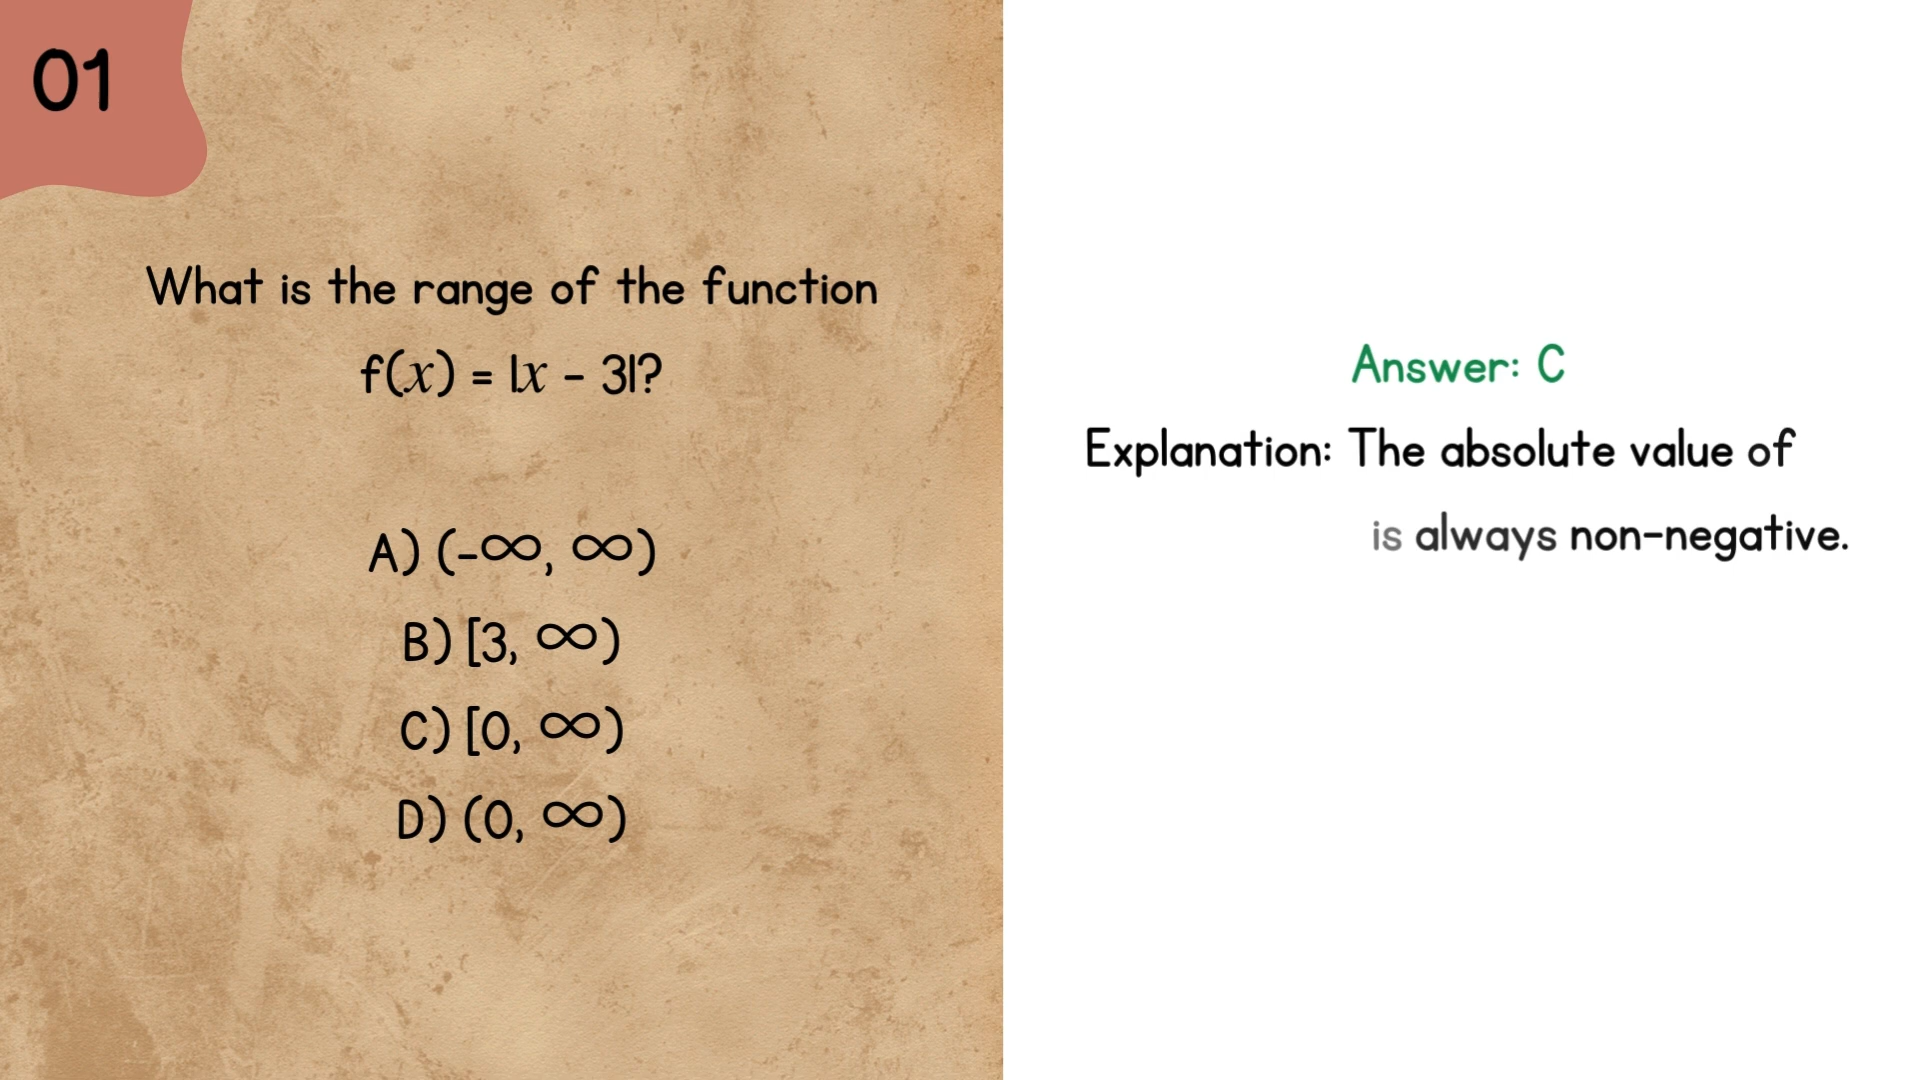 01
What is the range of the function
f(x) = |x - 3|?
A) (-∞, ∞)
B) [3, ∞)
C) [0, ∞)
D) (0, ∞)
Answer: C
Explanation: The absolute value of
is always non-negative.